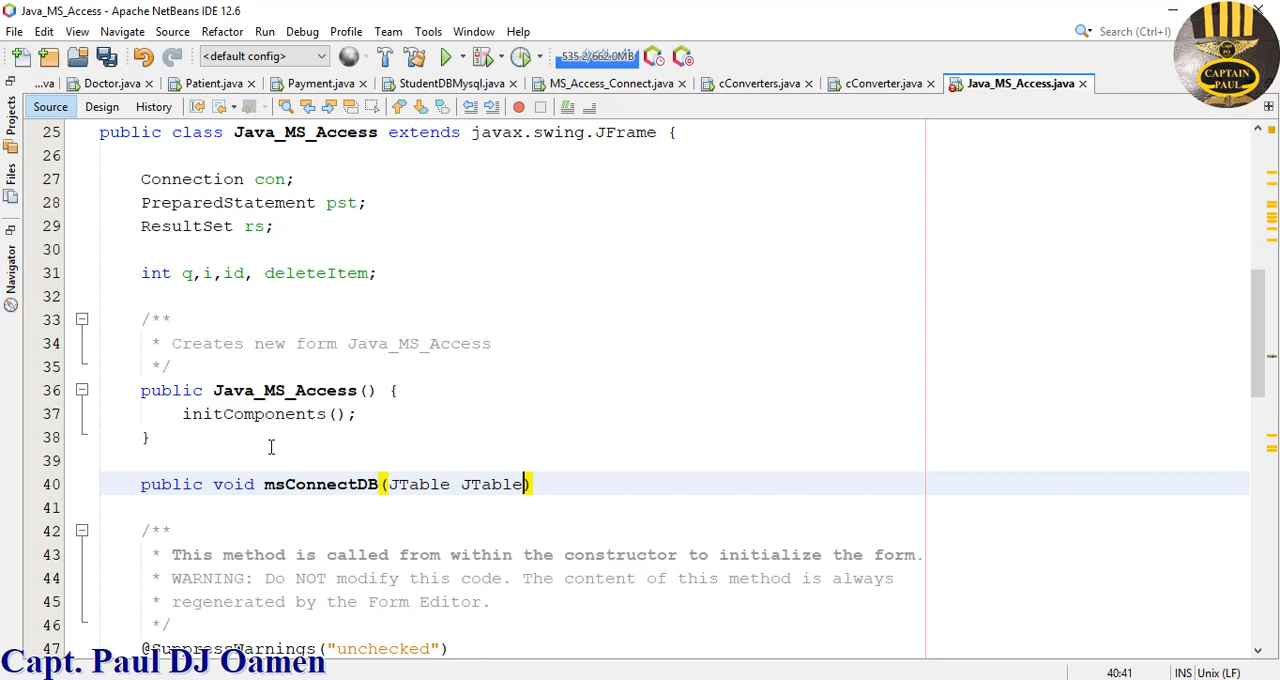 Java_MS_Access - Apache NetBeans IDE 12.6
File Edit View Navigate Source Refactor Run Debug Profile Team Tools Window Help
Search (Ctrl+I)
<default config>
535.2/662.0MB
...va Doctor.java Patient.java Payment.java StudentDBMysql.java MS_Access_Connect.java cConverters.java cConverter.java Java_MS_Access.java
CAPTAIN
PAUL
Source Design History
Projects
Files
Navigator
25 public class Java_MS_Access extends javax.swing.JFrame {
26
27 Connection con;
28 PreparedStatement pst;
29 ResultSet rs;
30
31 int q,i,id, deleteItem;
32
33 /**
34 * Creates new form Java_MS_Access
35 */
36 public Java_MS_Access() {
37 initComponents();
38 }
39
40 public void msConnectDB(JTable JTable)
41
42 /**
43 * This method is called from within the constructor to initialize the form.
44 * WARNING: Do NOT modify this code. The content of this method is always
45 * regenerated by the Form Editor.
46 */
47 @SuppressWarnings("unchecked")
Capt. Paul DJ Oamen
40:41 INS Unix (LF)